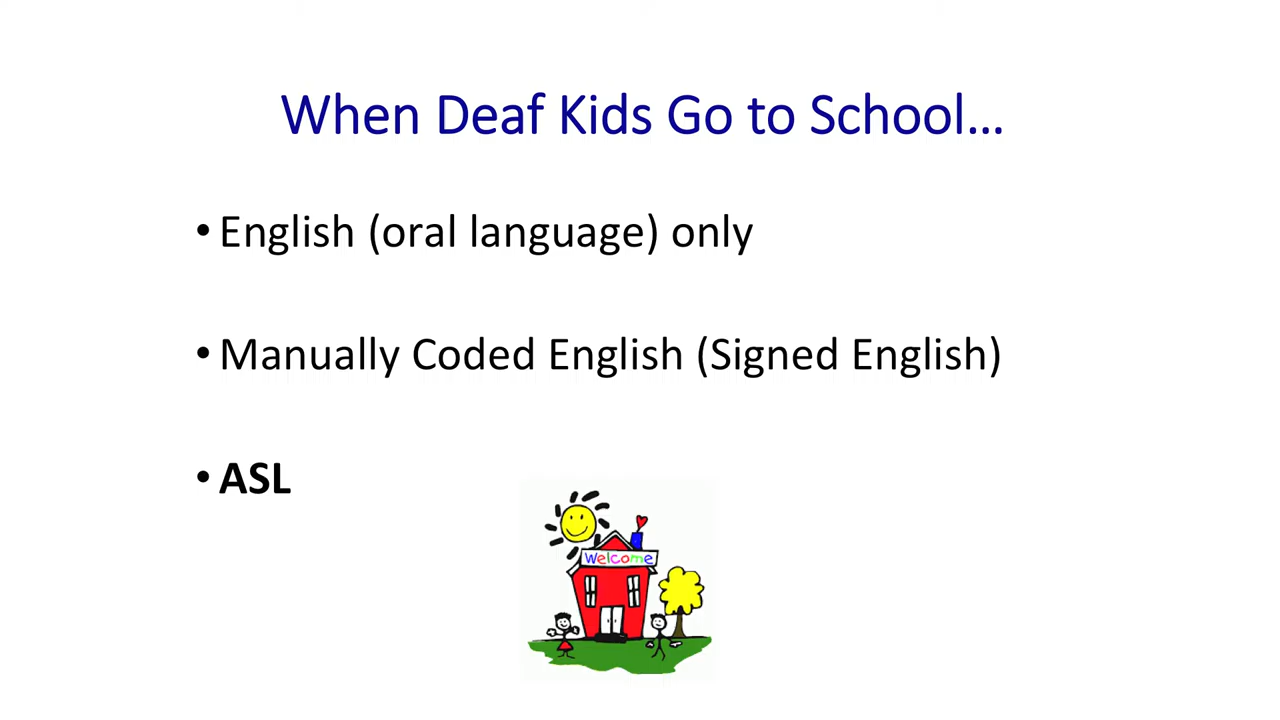 When Deaf Kids Go to School...
• English (oral language) only
• Manually Coded English (Signed English)
• ASL
Welcome